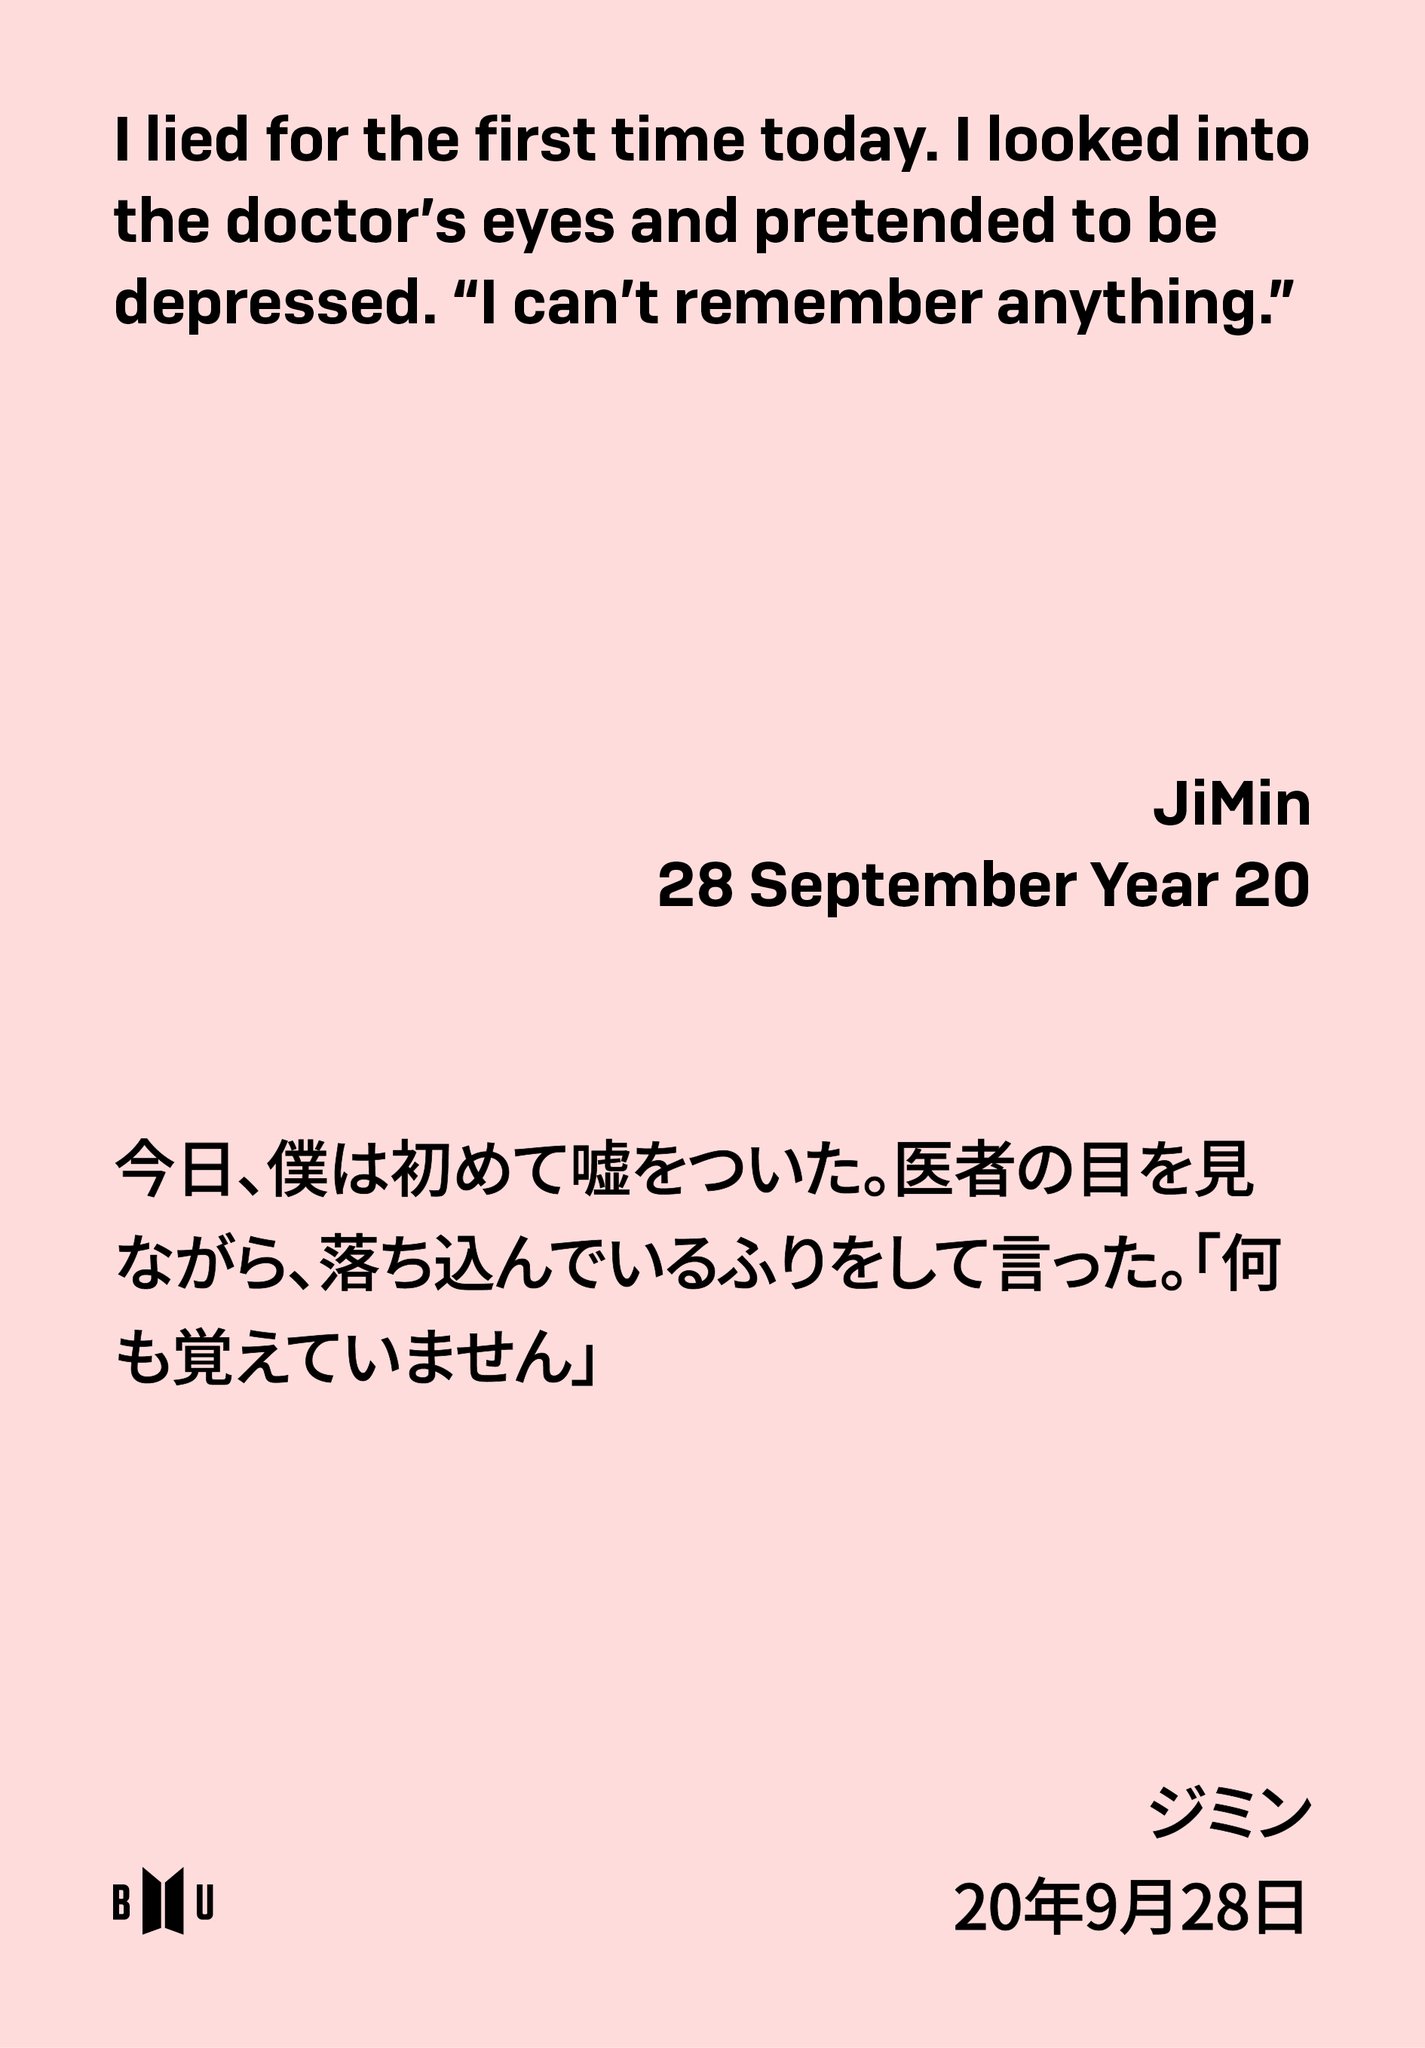 I lied for the first time today. I looked into
the doctor’s eyes and pretended to be
depressed. “I can’t remember anything.”
JiMin
28 September Year 20
今日、僕は初めて嘘をついた。医者の目を見
ながら、落ち込んでいるふりをして言った。「何
も覚えていません」
ジミン
20年9月28日
B U